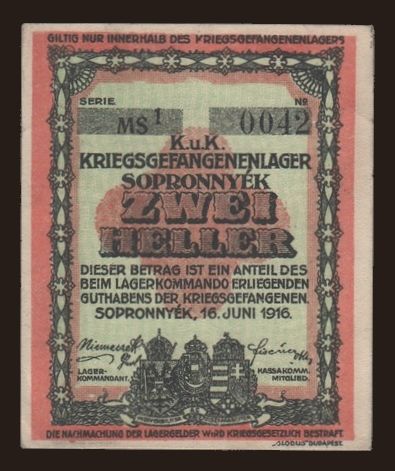 GILTIG NUR INNERHALB DES KRIEGSGEFANGENENLAGERS
SERIE No
MS1 0042
K.u.K.
KRIEGSGEFANGENENLAGER
SOPRONNYÉK
ZWEI
HELLER
DIESER BETRAG IST EIN ANTEIL DES
BEIM LAGERKOMMANDO ERLIEGENDEN
GUTHABENS DER KRIEGSGEFANGENEN.
SOPRONNYÉK, 16. JUNI 1916.
LAGER- KASSAKOMM.
KOMMANDANT. MITGLIED.
DIE NACHMACHUNG DER LAGERGELDER WIRD KRIEGSGESETZLICH BESTRAFT.
„GLOBUS" BUDAPEST.